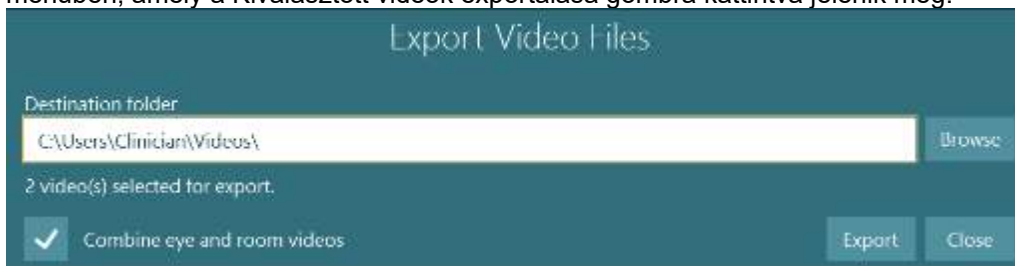 menüben, amely a Kiválasztott videók exportálása gombra kattintva jelenik meg.
Export Video Files
Destination folder
C:\Users\Clinician\Videos\
Browse
2 video(s) selected for export.
Combine eye and room videos
Export
Close